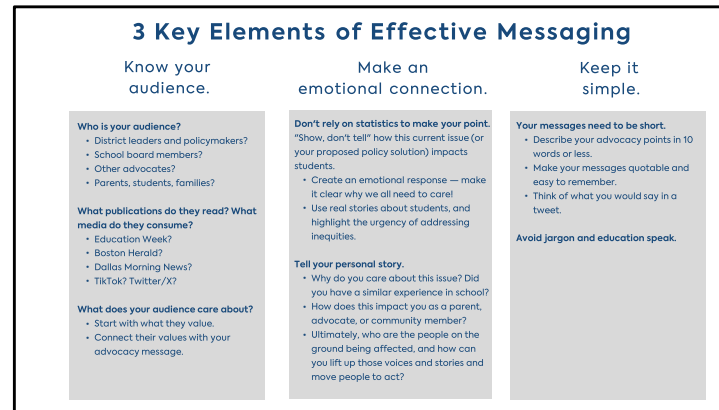 3 Key Elements of Effective Messaging
Know your
audience.
Who is your audience?
• District leaders and policymakers?
• School board members?
• Other advocates?
• Parents, students, families?
What publications do they read? What
media do they consume?
• Education Week?
• Boston Herald?
• Dallas Morning News?
• TikTok? Twitter/X?
What does your audience care about?
• Start with what they value.
• Connect their values with your
advocacy message.
Make an
emotional connection.
Don't rely on statistics to make your point.
"Show, don't tell" how this current issue (or
your proposed policy solution) impacts
students.
• Create an emotional response — make
it clear why we all need to care!
• Use real stories about students, and
highlight the urgency of addressing
inequities.
Tell your personal story.
• Why do you care about this issue? Did
you have a similar experience in school?
• How does this impact you as a parent,
advocate, or community member?
• Ultimately, who are the people on the
ground being affected, and how can
you lift up those voices and stories and
move people to act?
Keep it
simple.
Your messages need to be short.
• Describe your advocacy points in 10
words or less.
• Make your messages quotable and
easy to remember.
• Think of what you would say in a
tweet.
Avoid jargon and education speak.